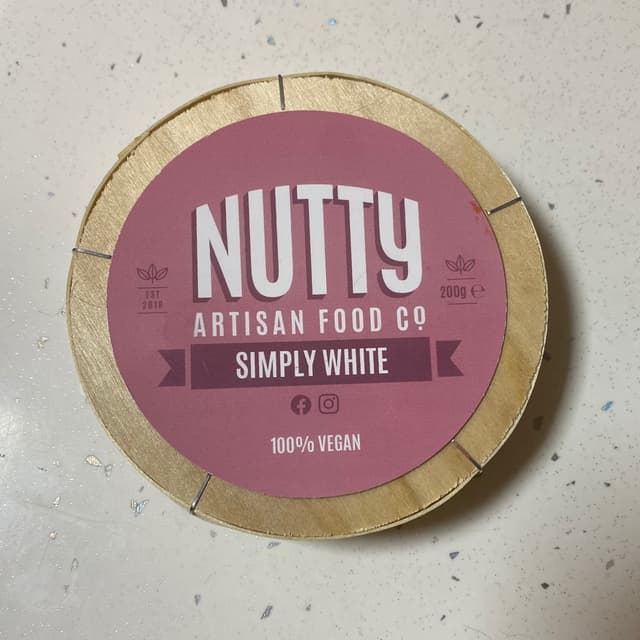 NUTTY
ARTISAN FOOD CO
SIMPLY WHITE
100% VEGAN
EST
2018
200g ℮